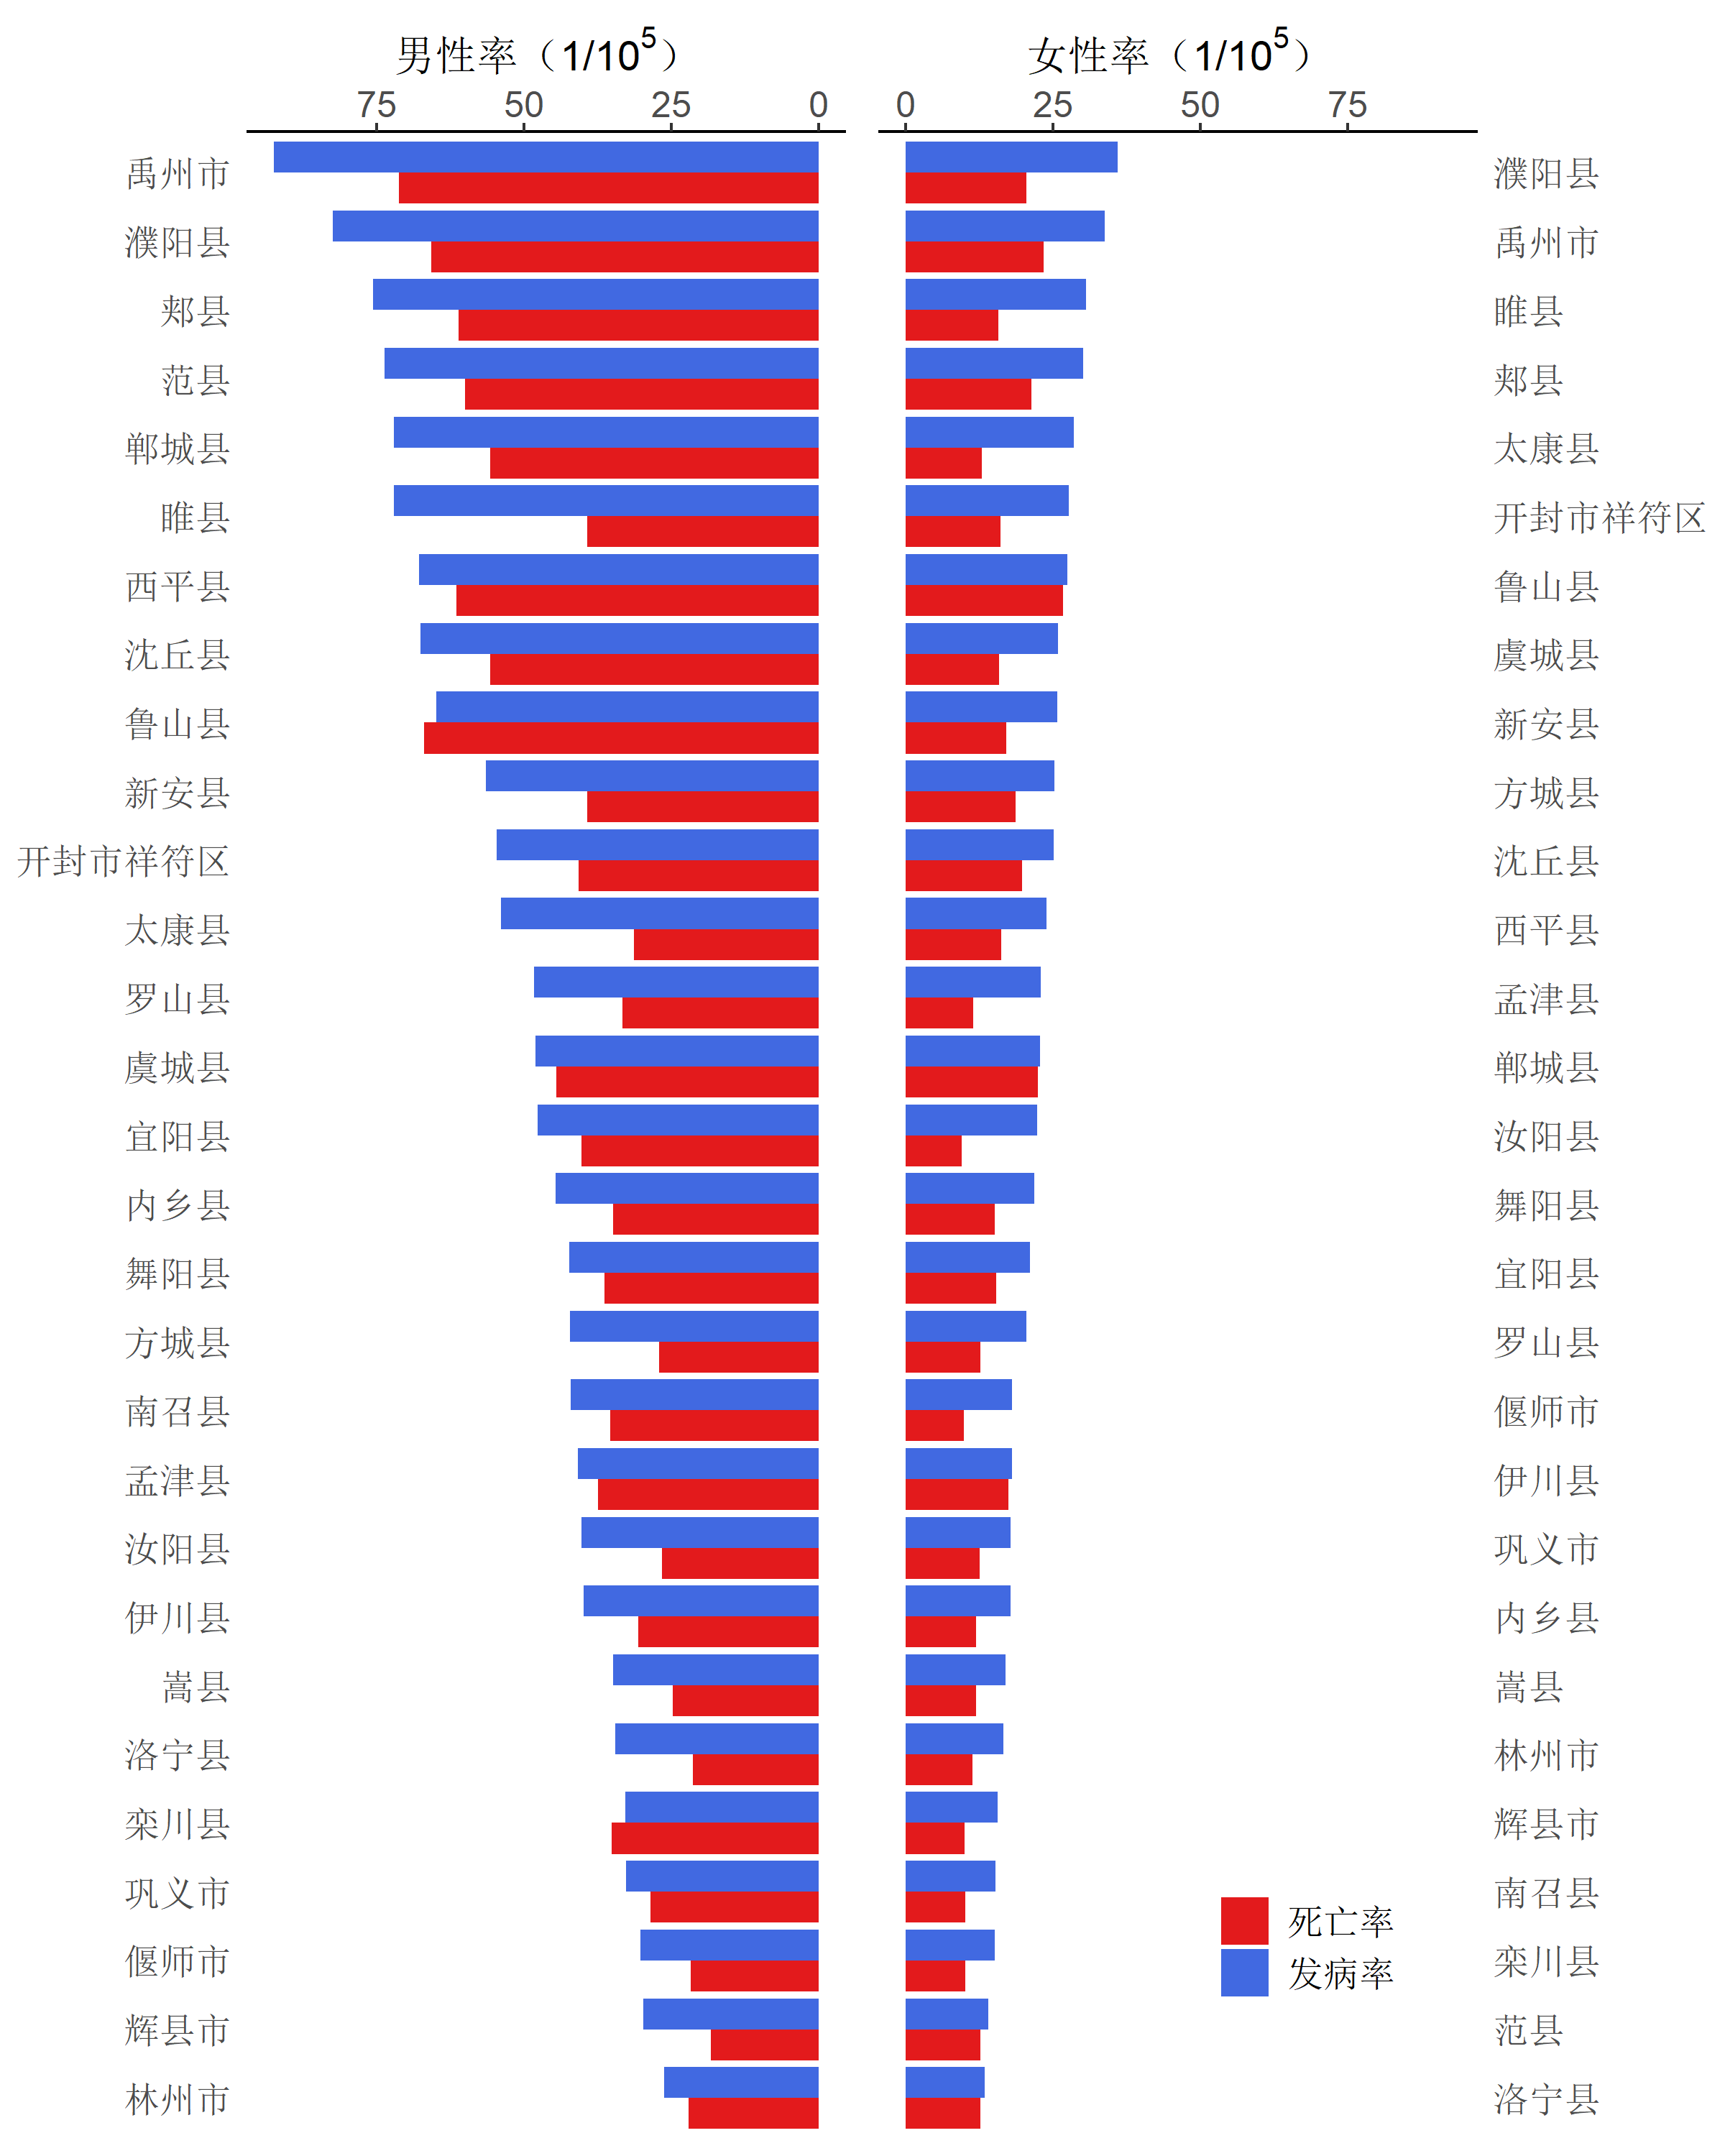 男性率（1/10⁵） 女性率（1/10⁵）
75 50 25 0 0 25 50 75
禹州市 濮阳县
濮阳县 禹州市
郏县 睢县
范县 郏县
郸城县 太康县
睢县 开封市祥符区
西平县 鲁山县
沈丘县 虞城县
鲁山县 新安县
新安县 方城县
开封市祥符区 沈丘县
太康县 西平县
罗山县 孟津县
虞城县 郸城县
宜阳县 汝阳县
内乡县 舞阳县
舞阳县 宜阳县
方城县 罗山县
南召县 偃师市
孟津县 伊川县
汝阳县 巩义市
伊川县 内乡县
嵩县 嵩县
洛宁县 林州市
栾川县 辉县市
巩义市 南召县
死亡率
偃师市 栾川县
发病率
辉县市 范县
林州市 洛宁县